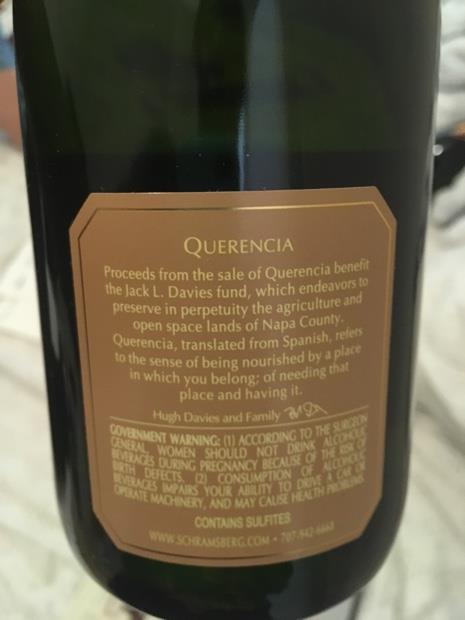 QUERENCIA
Proceeds from the sale of Querencia benefit
the Jack L. Davies fund, which endeavors to
preserve in perpetuity the agriculture and
open space lands of Napa County.
Querencia, translated from Spanish, refers
to the sense of being nourished by a place
in which you belong; of needing that
place and having it.
Hugh Davies and Family
GOVERNMENT WARNING: (1) ACCORDING TO THE SURGEON
GENERAL, WOMEN SHOULD NOT DRINK ALCOHOLIC
BEVERAGES DURING PREGNANCY BECAUSE OF THE RISK OF
BIRTH DEFECTS. (2) CONSUMPTION OF ALCOHOLIC
BEVERAGES IMPAIRS YOUR ABILITY TO DRIVE A CAR OR
OPERATE MACHINERY, AND MAY CAUSE HEALTH PROBLEMS.
CONTAINS SULFITES
WWW.SCHRAMSBERG.COM • 707-942-6668